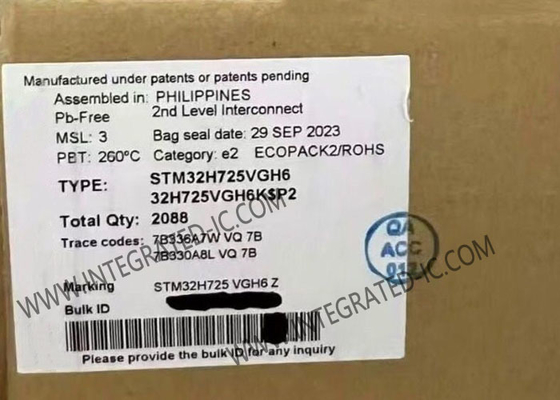 Manufactured under patents or patents pending
Assembled in: PHILIPPINES
Pb-Free 2nd Level Interconnect
MSL: 3 Bag seal date: 29 SEP 2023
PBT: 260ºC Category: e2 ECOPACK2/ROHS
TYPE: STM32H725VGH6
32H725VGH6K$P2
Total Qty: 2088
Trace codes: 7B336A7W VQ 7B
7B330A8L VQ 7B
Marking STM32H725 VGH6 Z
Bulk ID
Please provide the bulk ID for any inquiry
QA
ACC
WWW.INTEGRATED-IC.COM
WWW.INTEGRATED-IC.COM